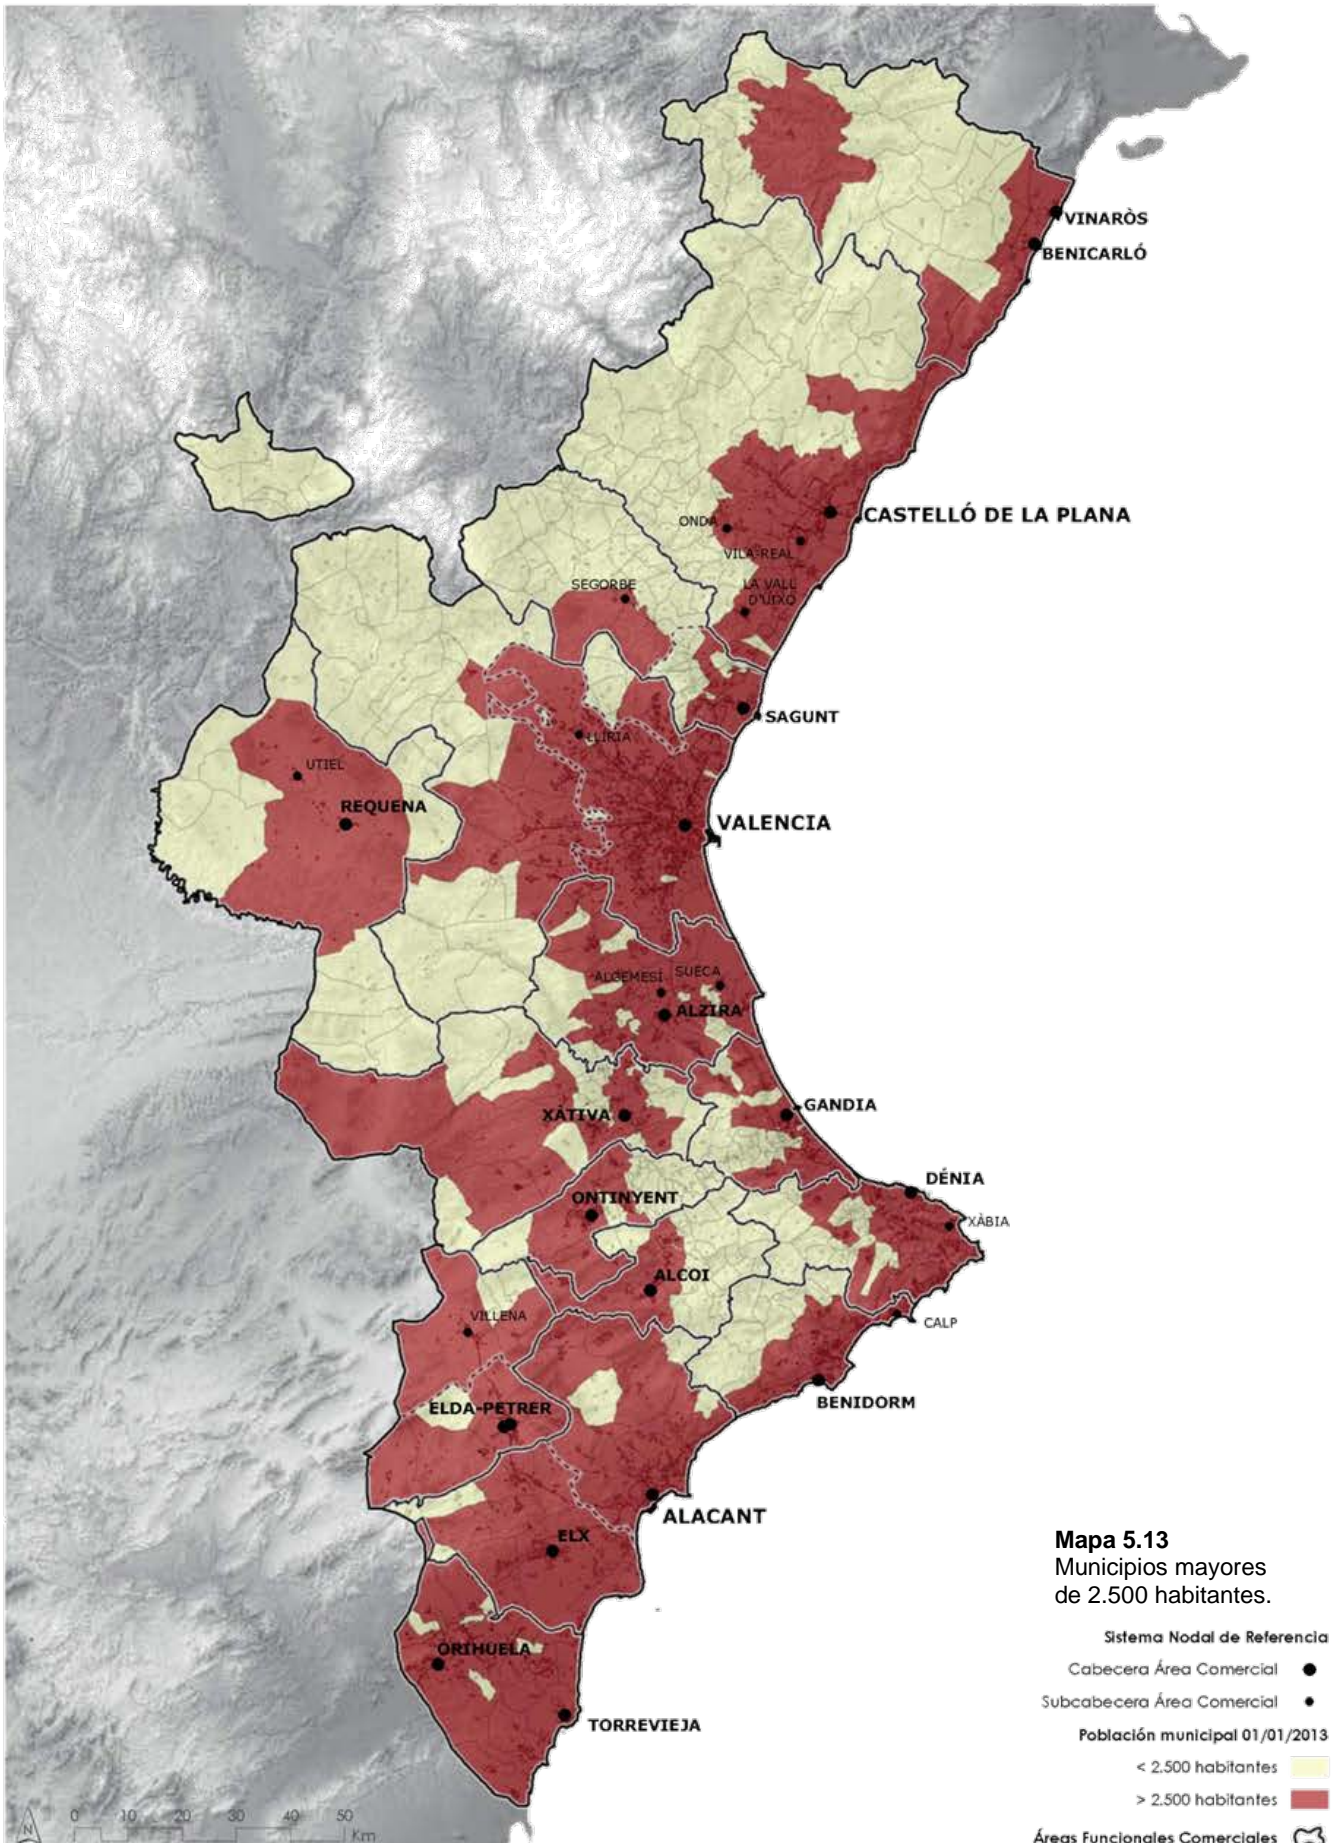 VINARÒS
BENICARLÓ
CASTELLÓ DE LA PLANA
ONDA
VILA-REAL
SEGORBE
LA VALL
D'UIXÓ
SAGUNT
LLÍRIA
UTIEL
REQUENA
VALENCIA
ALGEMESÍ
SUECA
ALZIRA
GANDIA
XÀTIVA
DÉNIA
ONTINYENT
XÀBIA
ALCOI
VILLENA
CALP
ELDA-PETRER
BENIDORM
ALACANT
ELX
ORIHUELA
TORREVIEJA
Mapa 5.13
Municipios mayores
de 2.500 habitantes.
Sistema Nodal de Referencia
Cabecera Área Comercial
Subcabecera Área Comercial
Población municipal 01/01/2013
< 2.500 habitantes
> 2.500 habitantes
Áreas Funcionales Comerciales
N
0 10 20 30 40 50
Km